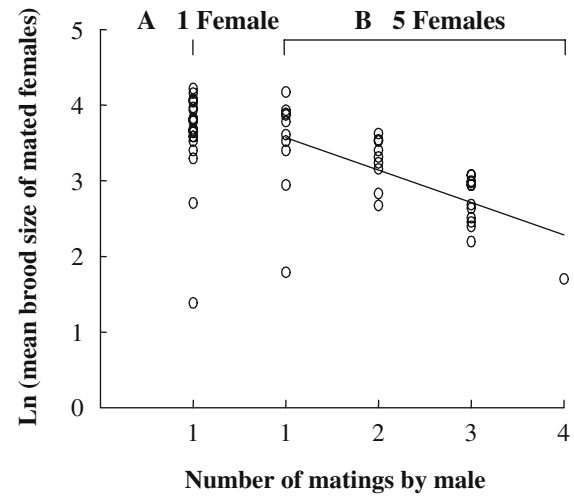 A 1 Female B 5 Females
5
4
3
2
1
0
Ln (mean brood size of mated females)
1 1 2 3 4
Number of matings by male